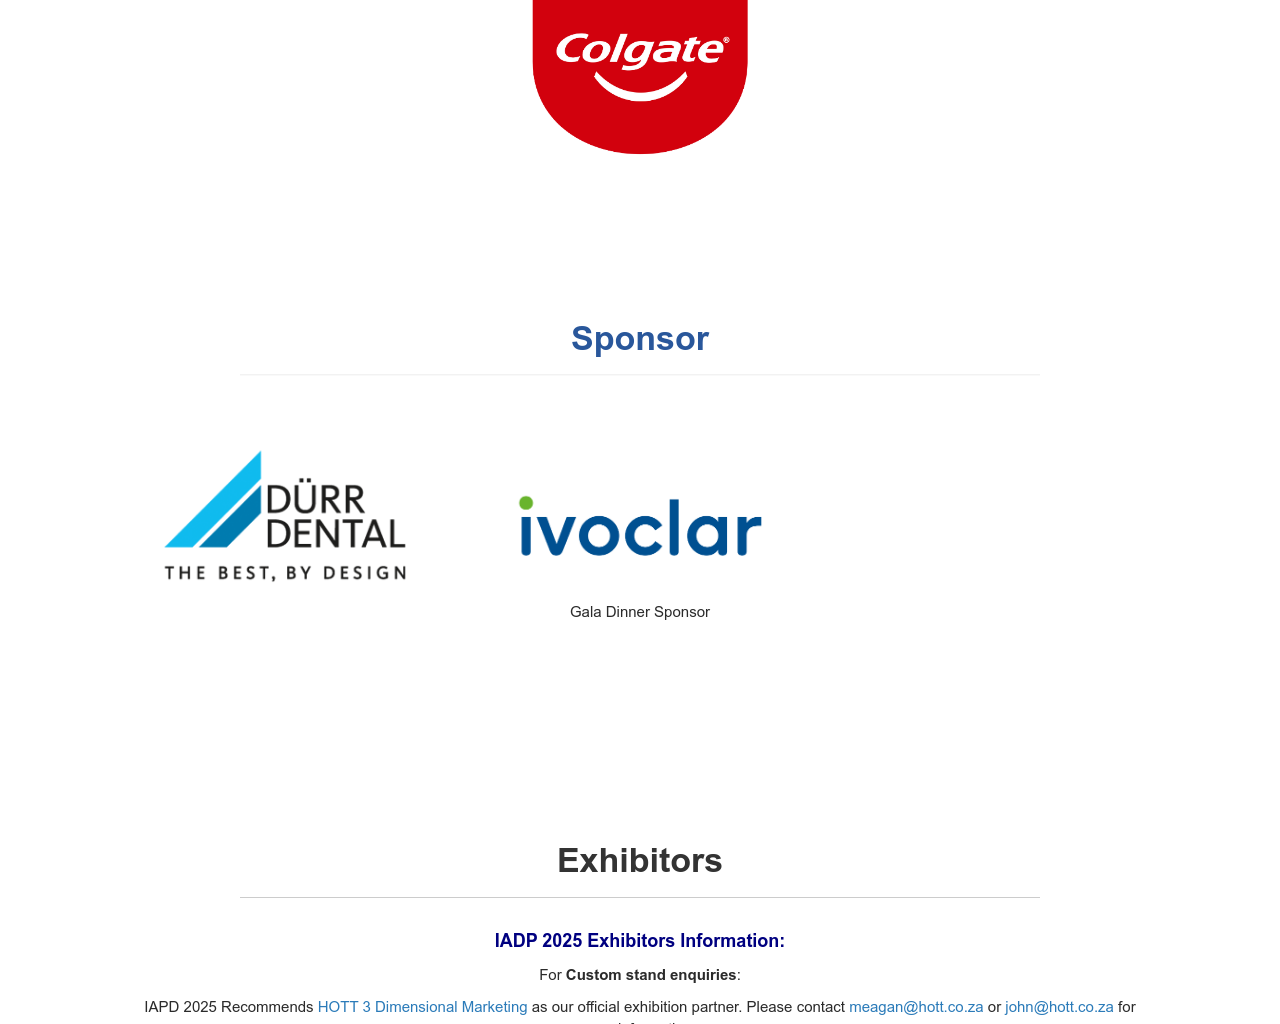 Colgate®
Sponsor
DÜRR
DENTAL
THE BEST, BY DESIGN
ivoclar
Gala Dinner Sponsor
Exhibitors
IADP 2025 Exhibitors Information:
For Custom stand enquiries:
IAPD 2025 Recommends HOTT 3 Dimensional Marketing as our official exhibition partner. Please contact meagan@hott.co.za or john@hott.co.za for